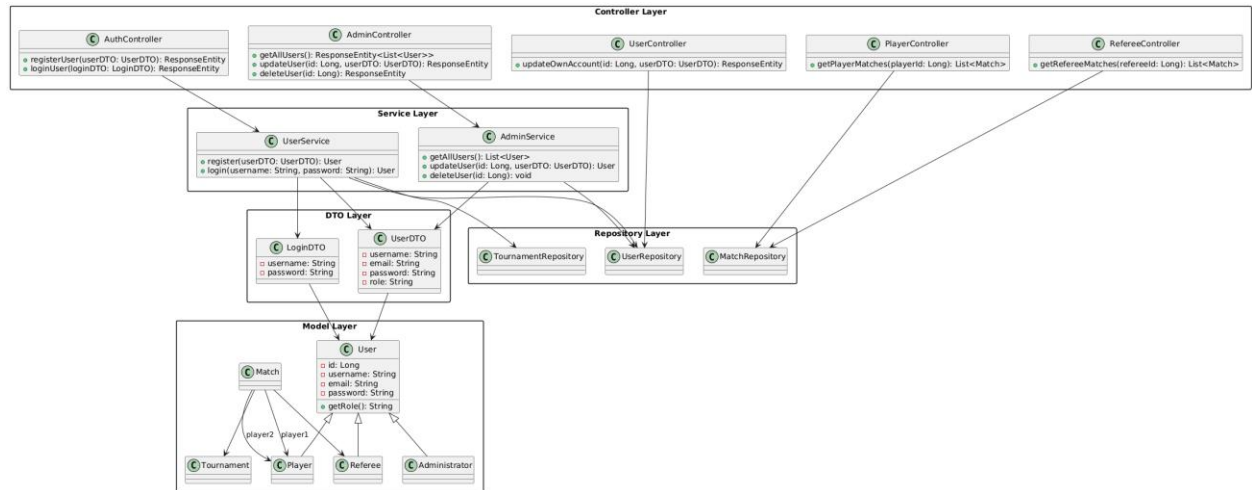 Controller Layer
C AuthController
registerUser(userDTO: UserDTO): ResponseEntity
loginUser(loginDTO: LoginDTO): ResponseEntity
C AdminController
getAllUsers(): ResponseEntity<List<User>>
updateUser(id: Long, userDTO: UserDTO): ResponseEntity
deleteUser(id: Long): ResponseEntity
C UserController
updateOwnAccount(id: Long, userDTO: UserDTO): ResponseEntity
C PlayerController
getPlayerMatches(playerId: Long): List<Match>
C RefereeController
getRefereeMatches(refereeId: Long): List<Match>
Service Layer
C UserService
register(userDTO: UserDTO): User
login(username: String, password: String): User
C AdminService
getAllUsers(): List<User>
updateUser(id: Long, userDTO: UserDTO): User
deleteUser(id: Long): void
DTO Layer
C LoginDTO
username: String
password: String
C UserDTO
username: String
email: String
password: String
role: String
Repository Layer
C TournamentRepository
C UserRepository
C MatchRepository
Model Layer
C User
id: Long
username: String
email: String
password: String
getRole(): String
C Match
player2
player1
C Tournament
C Player
C Referee
C Administrator